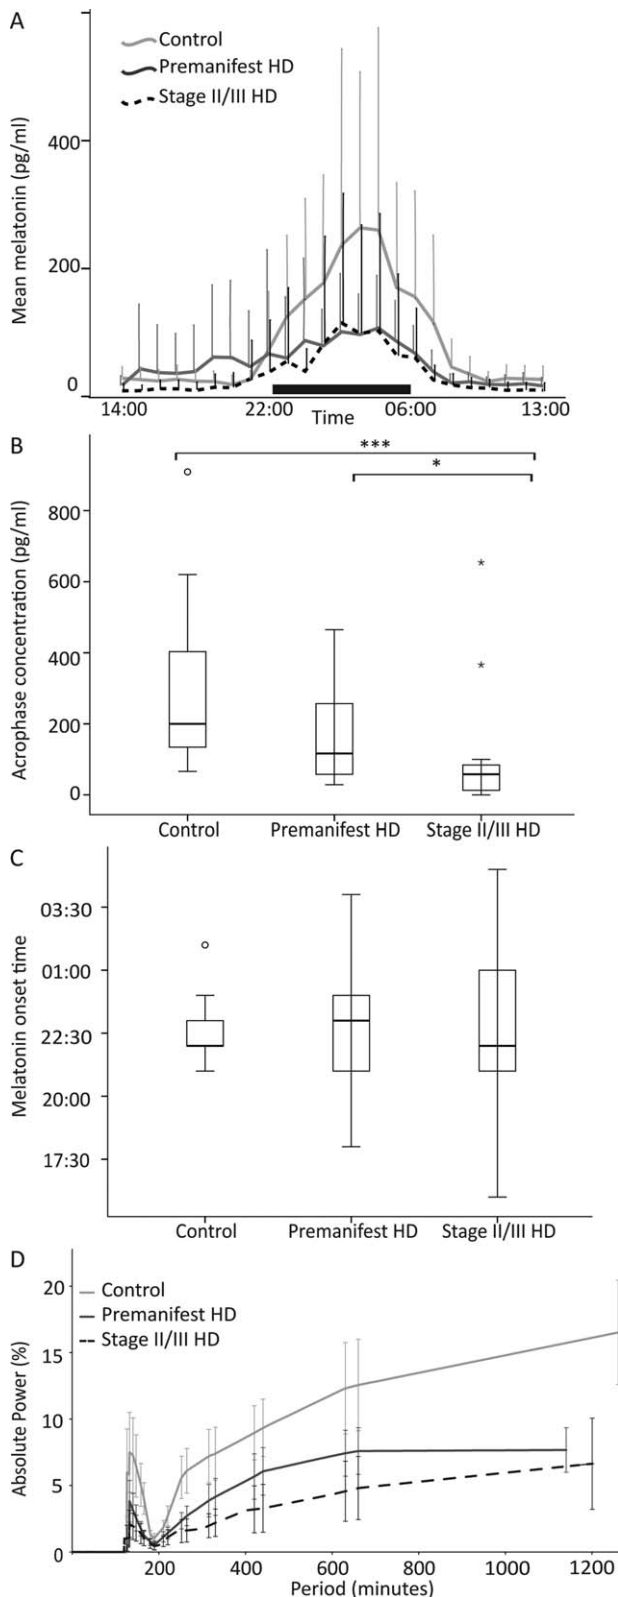 A
Control
Premanifest HD
Stage II/III HD
Mean melatonin (pg/ml)
400
200
0
14:00 22:00 06:00 13:00
Time
B
***
*
Acrophase concentration (pg/ml)
800
600
400
200
0
*
*
Control Premanifest HD Stage II/III HD
C
Melatonin onset time
03:30
01:00
22:30
20:00
17:30
Control Premanifest HD Stage II/III HD
D
Control
Premanifest HD
Stage II/III HD
Absolute Power (%)
20
15
10
5
0
200 400 600 800 1000 1200
Period (minutes)